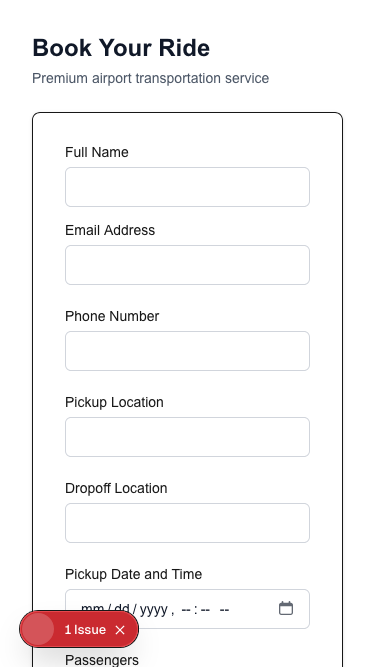 Book Your Ride
Premium airport transportation service
Full Name
Email Address
Phone Number
Pickup Location
Dropoff Location
Pickup Date and Time
mm / dd / yyyy , -- : -- --
1 Issue
Passengers